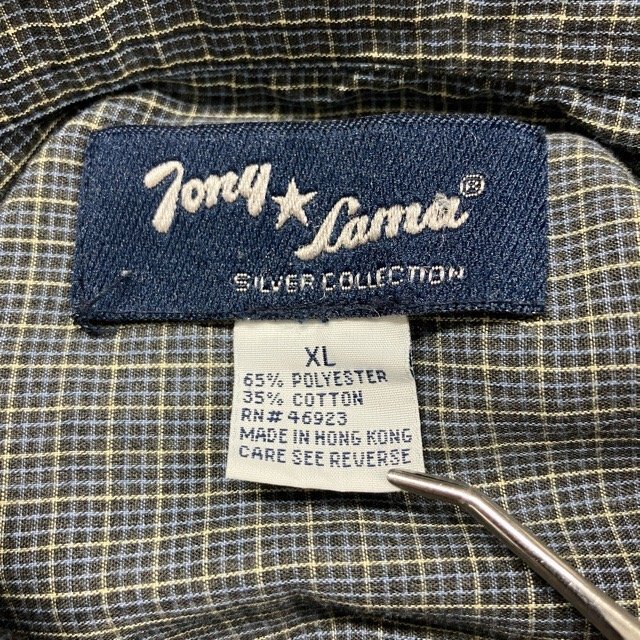 Tony Lama®
SILVER COLLECTION
XL
65% POLYESTER
35% COTTON
RN# 46923
MADE IN HONG KONG
CARE SEE REVERSE